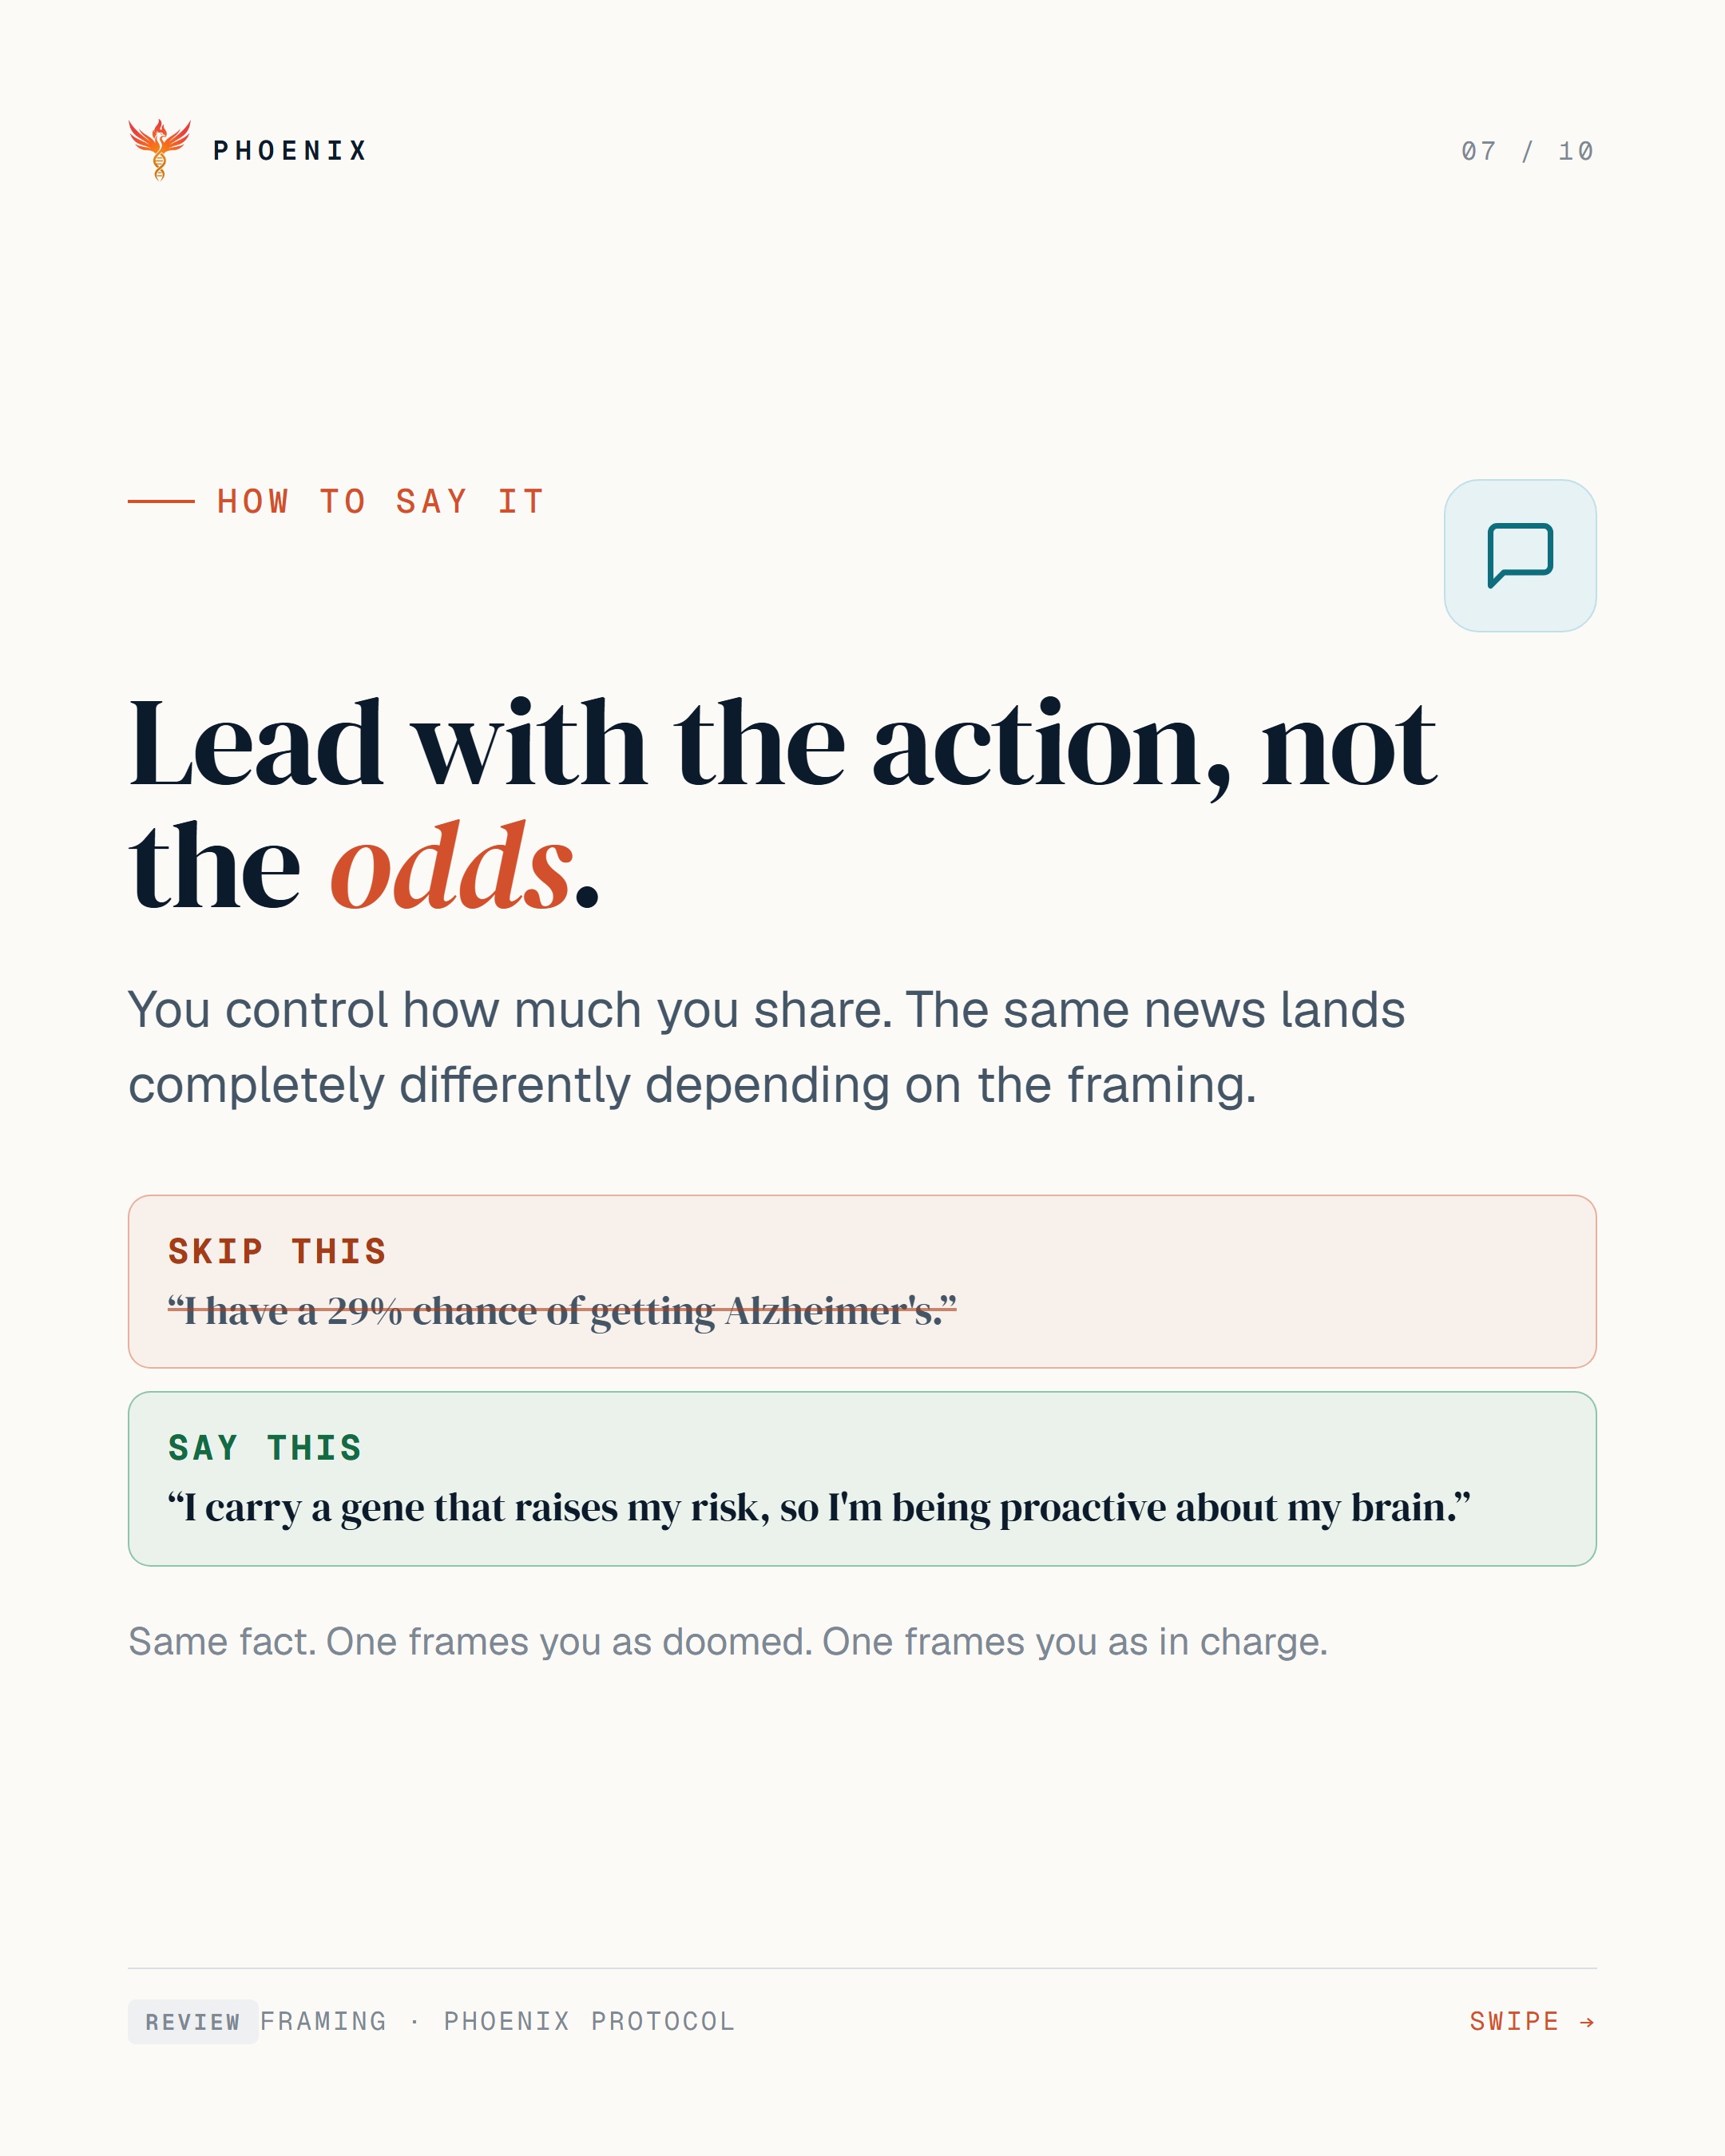 PHOENIX
07 / 10
HOW TO SAY IT
Lead with the action, not
the odds.
You control how much you share. The same news lands
completely differently depending on the framing.
SKIP THIS
“I have a 29% chance of getting Alzheimer's.”
SAY THIS
“I carry a gene that raises my risk, so I'm being proactive about my brain.”
Same fact. One frames you as doomed. One frames you as in charge.
REVIEW FRAMING · PHOENIX PROTOCOL
SWIPE →